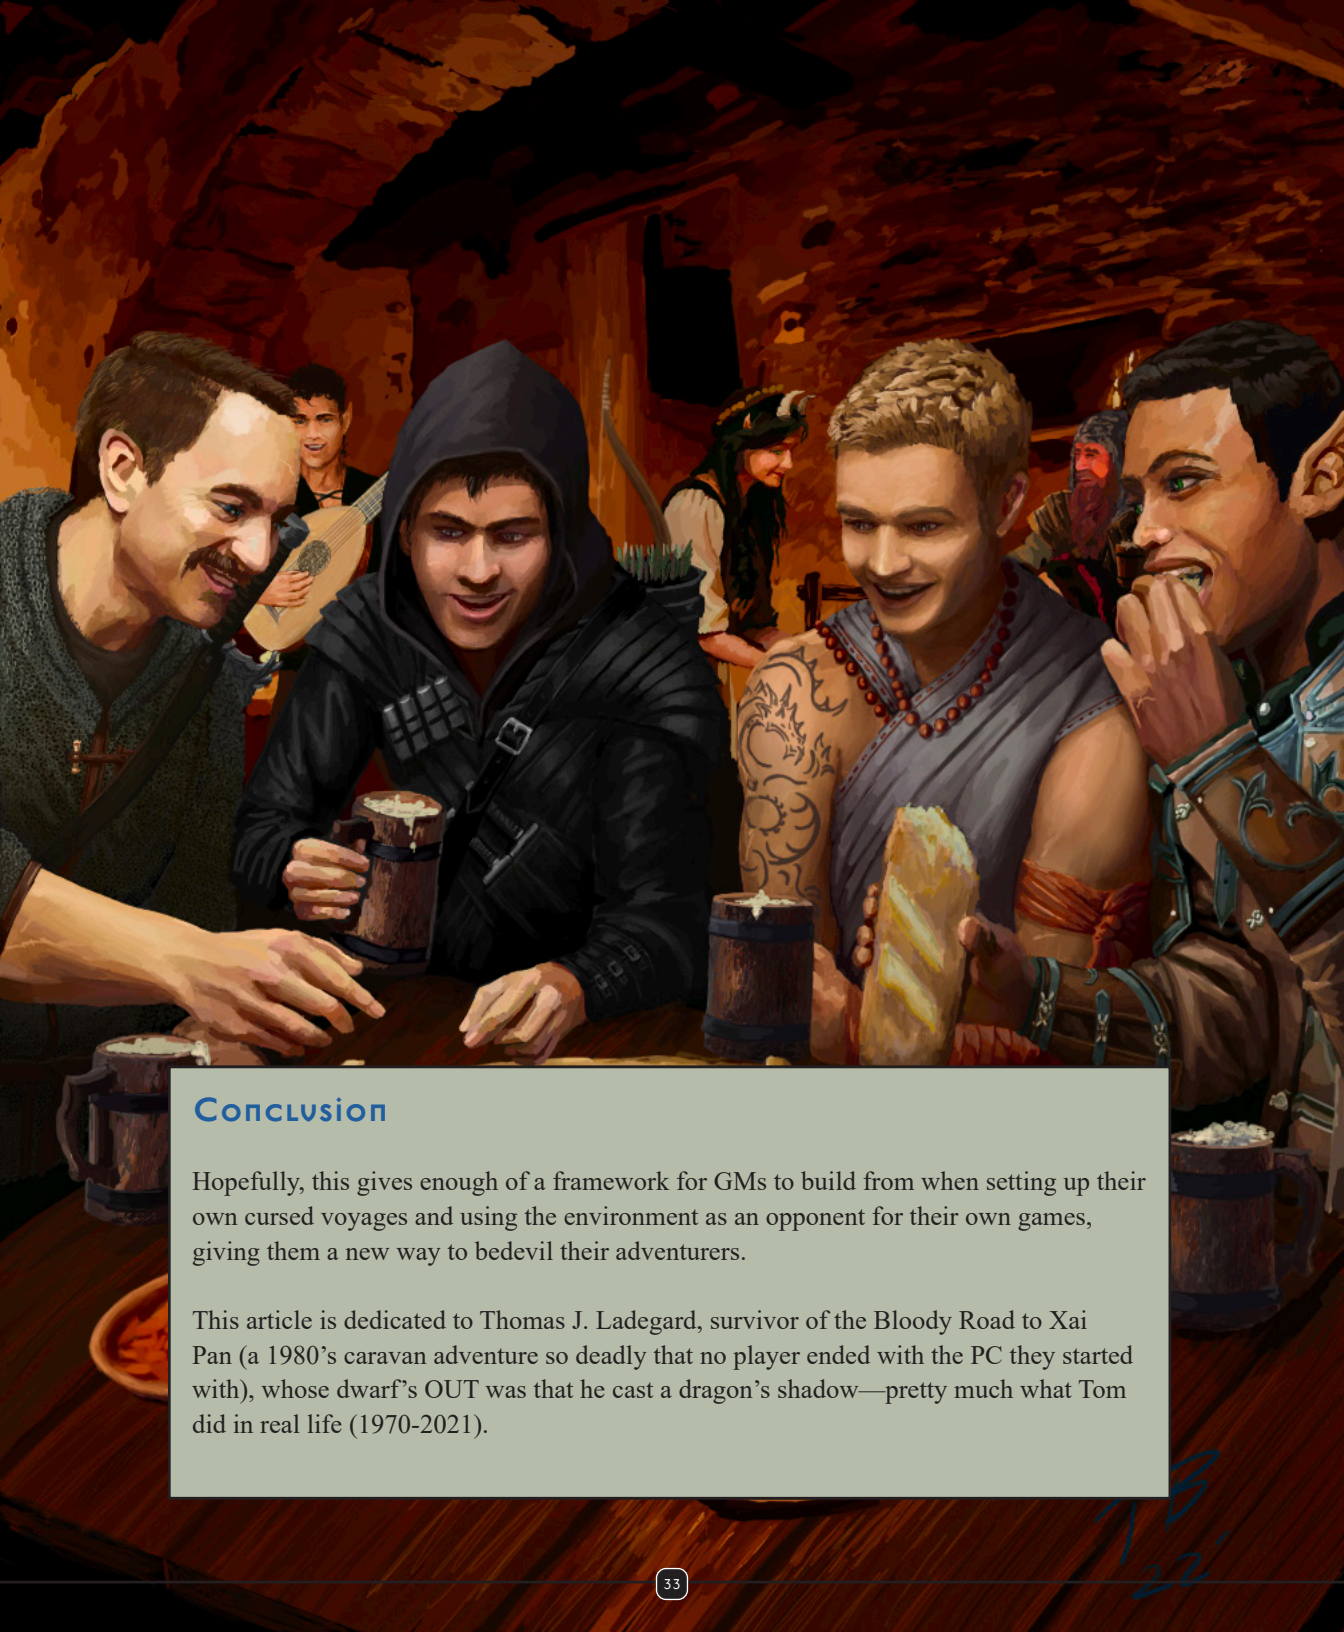 Conclusion
Hopefully, this gives enough of a framework for GMs to build from when setting up their
own cursed voyages and using the environment as an opponent for their own games,
giving them a new way to bedevil their adventurers.
This article is dedicated to Thomas J. Ladegard, survivor of the Bloody Road to Xai
Pan (a 1980’s caravan adventure so deadly that no player ended with the PC they started
with), whose dwarf’s OUT was that he cast a dragon’s shadow—pretty much what Tom
did in real life (1970-2021).
22'
33